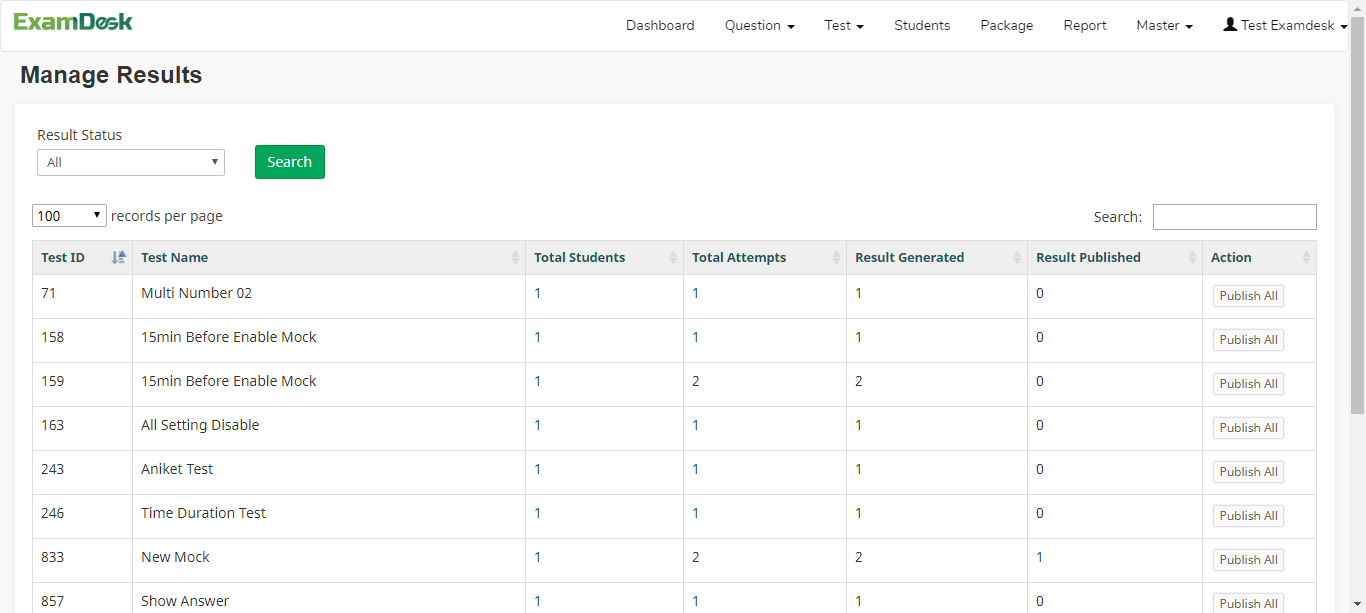 ExamDesk Dashboard Question Test Students Package Report Master Test Examdesk
Manage Results
Result Status
All Search
100 records per page Search:
Test ID Test Name Total Students Total Attempts Result Generated Result Published Action
71 Multi Number 02 1 1 1 0 Publish All
158 15min Before Enable Mock 1 1 1 0 Publish All
159 15min Before Enable Mock 1 2 2 0 Publish All
163 All Setting Disable 1 1 1 0 Publish All
243 Aniket Test 1 1 1 0 Publish All
246 Time Duration Test 1 1 1 0 Publish All
833 New Mock 1 2 2 1 Publish All
857 Show Answer 1 1 1 0 Publish All